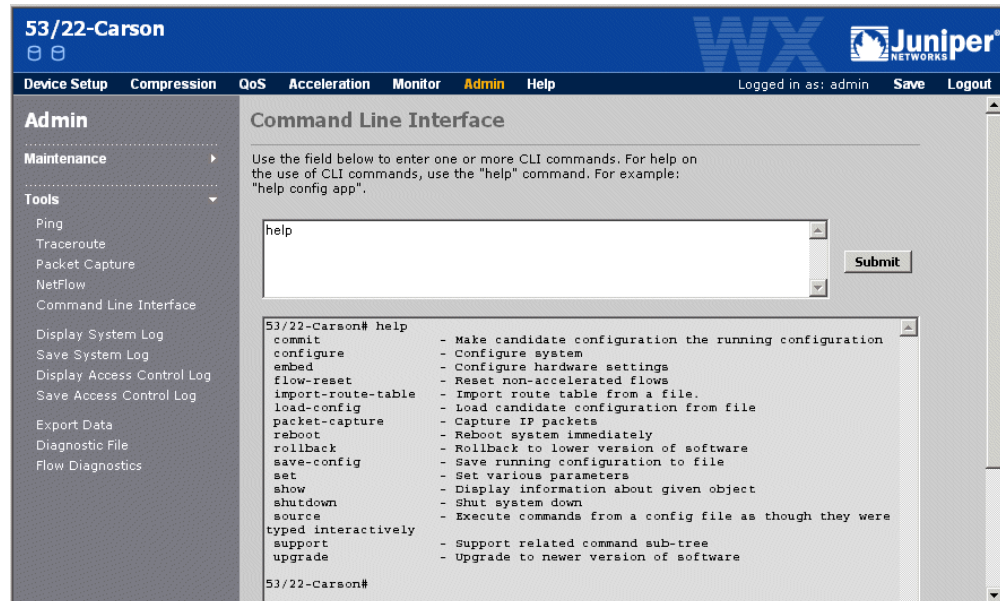 53/22-Carson
WX
Juniper®
NETWORKS
Device Setup Compression QoS Acceleration Monitor Admin Help Logged in as: admin Save Logout
Admin
Maintenance
Tools
Ping
Traceroute
Packet Capture
NetFlow
Command Line Interface
Display System Log
Save System Log
Display Access Control Log
Save Access Control Log
Export Data
Diagnostic File
Flow Diagnostics
Command Line Interface
Use the field below to enter one or more CLI commands. For help on
the use of CLI commands, use the "help" command. For example:
"help config app".
help
Submit
53/22-Carson# help
commit - Make candidate configuration the running configuration
configure - Configure system
embed - Configure hardware settings
flow-reset - Reset non-accelerated flows
import-route-table - Import route table from a file.
load-config - Load candidate configuration from file
packet-capture - Capture IP packets
reboot - Reboot system immediately
rollback - Rollback to lower version of software
save-config - Save running configuration to file
set - Set various parameters
show - Display information about given object
shutdown - Shut system down
source - Execute commands from a config file as though they were
typed interactively
support - Support related command sub-tree
upgrade - Upgrade to newer version of software
53/22-Carson#